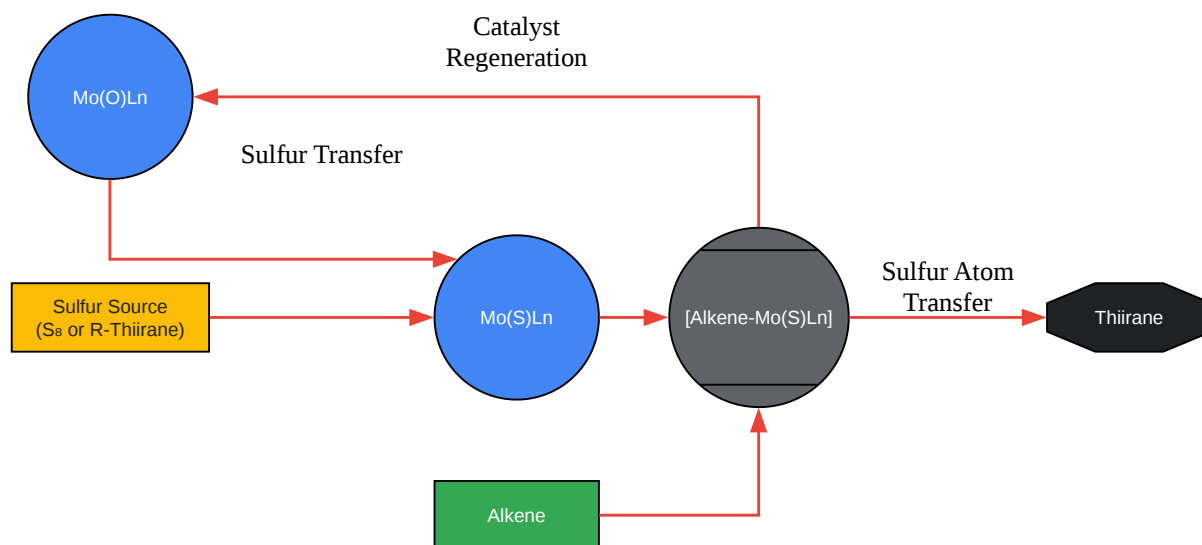 Catalyst
Regeneration
Mo(O)Ln
Sulfur Transfer
Sulfur Source
(S₈ or R-Thiirane)
Mo(S)Ln
[Alkene-Mo(S)Ln]
Sulfur Atom
Transfer
Thiirane
Alkene